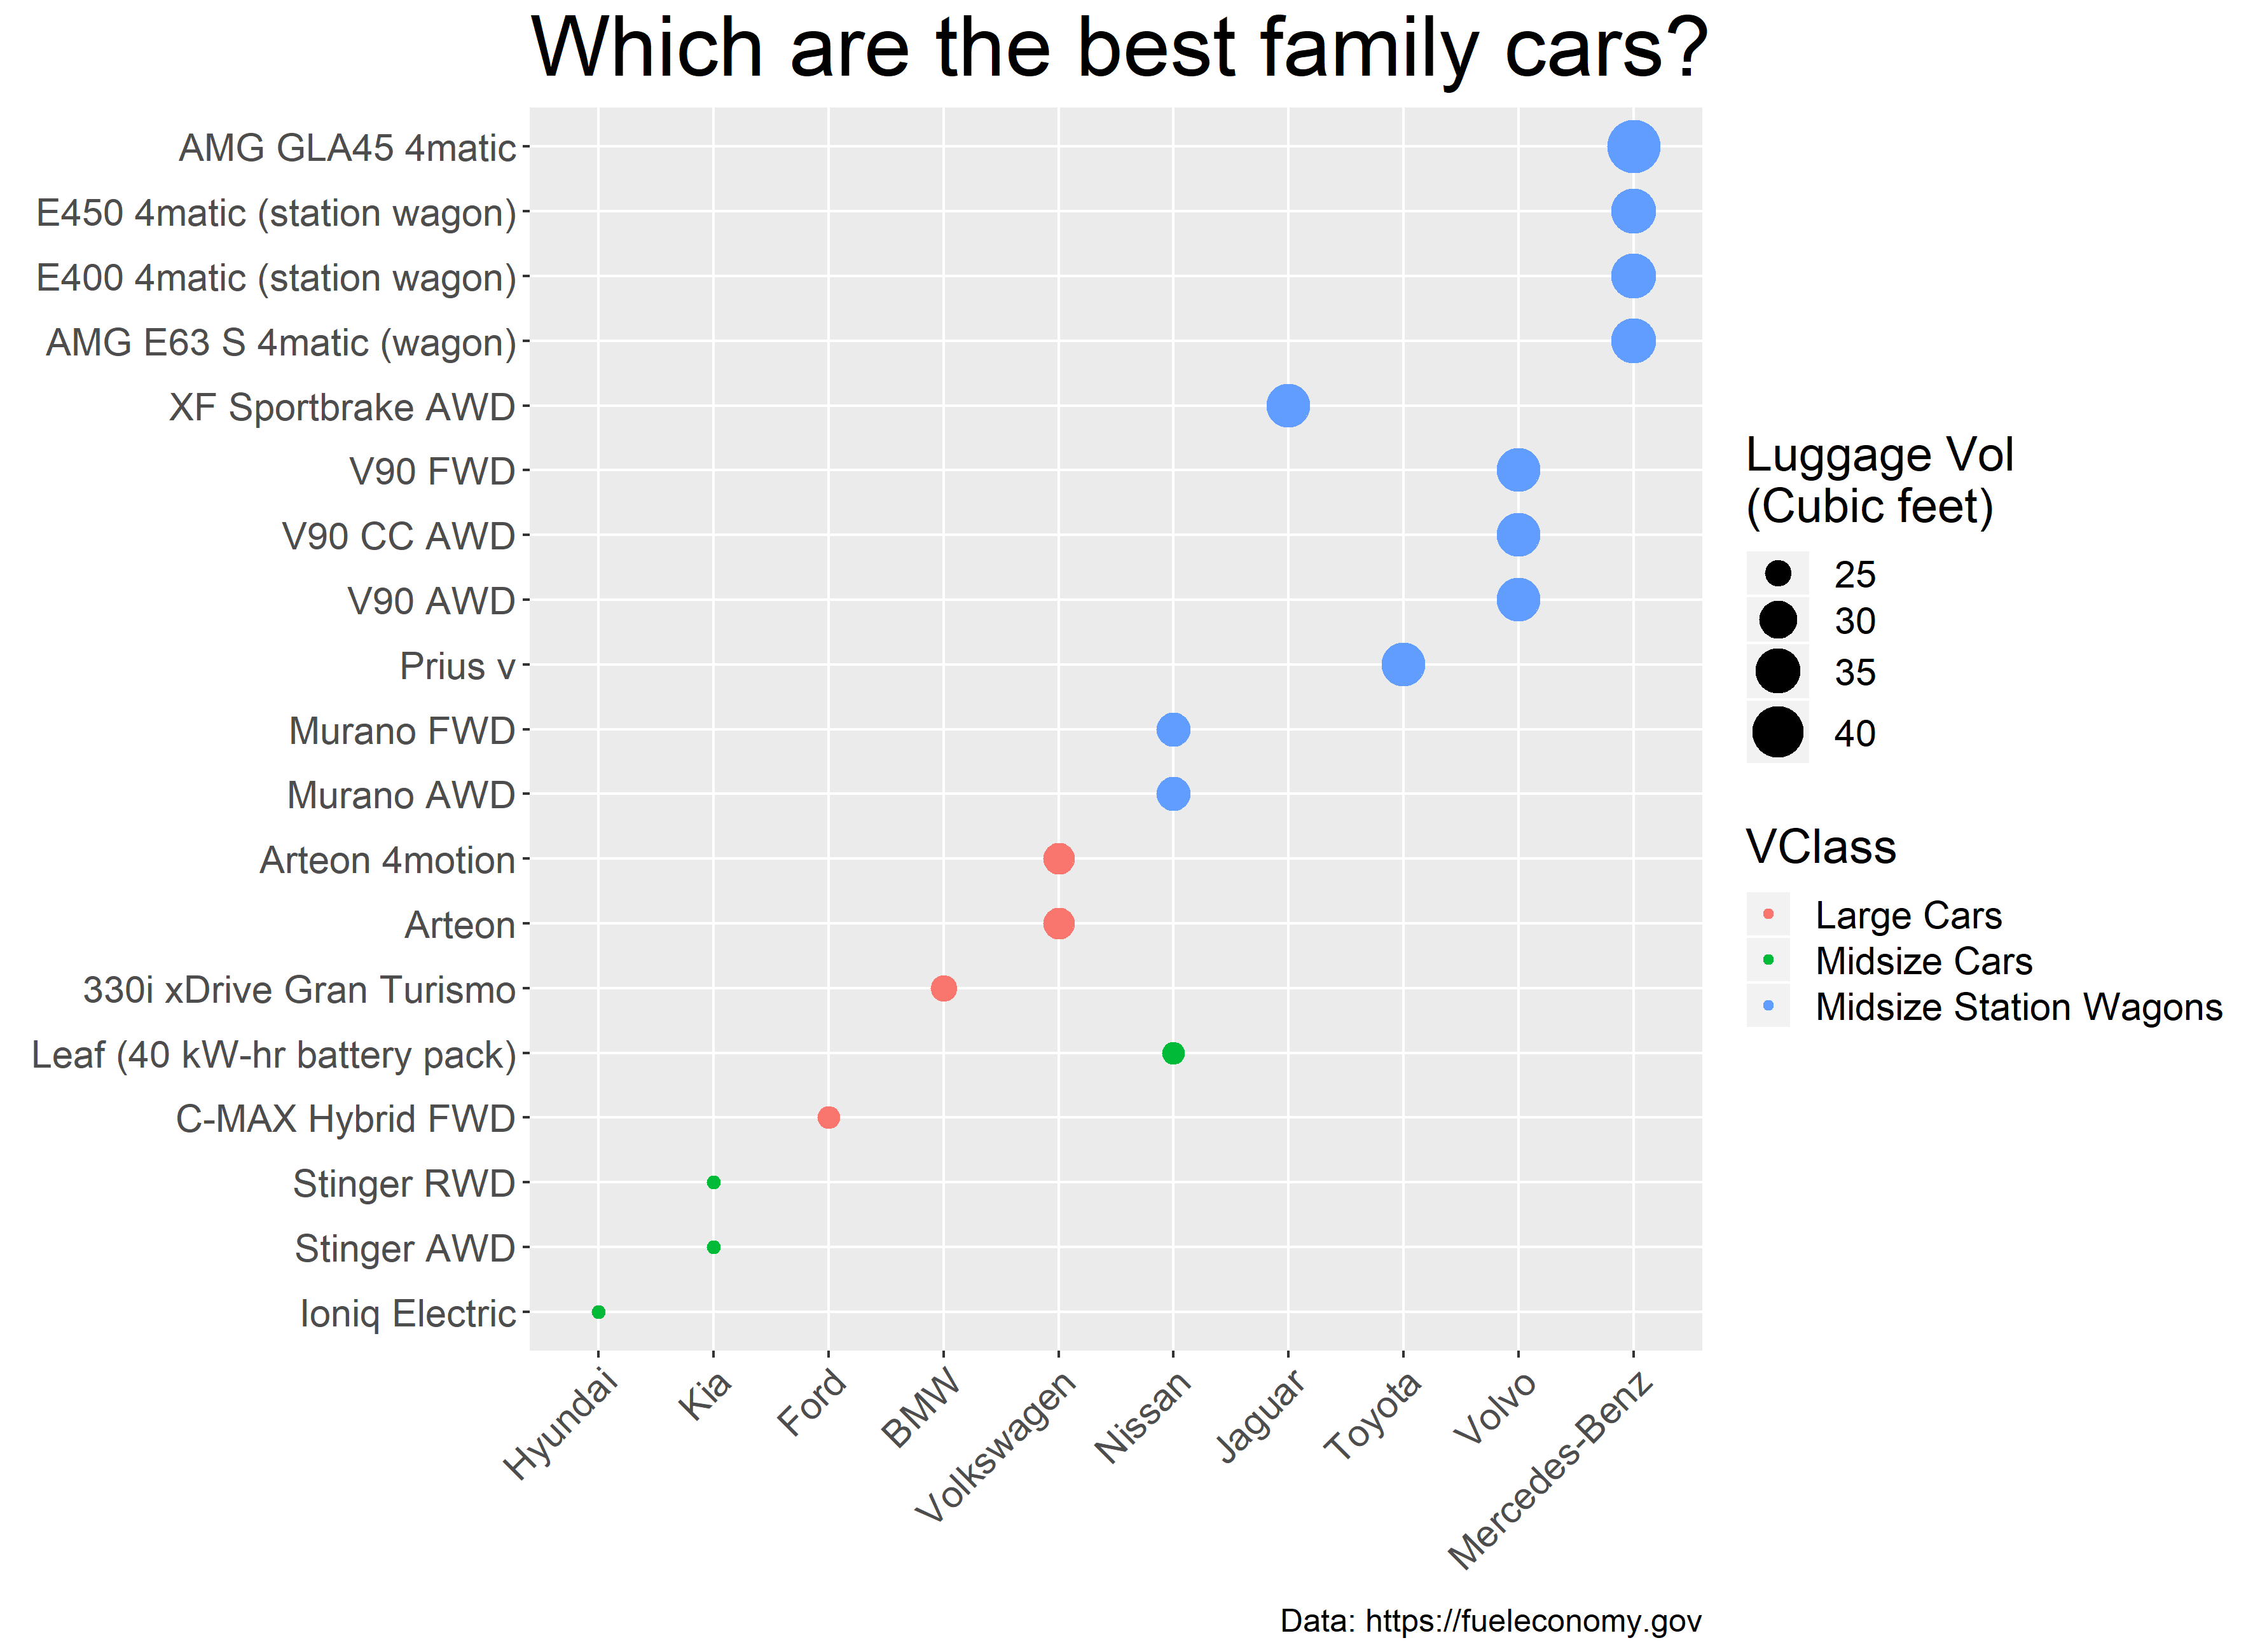 Which are the best family cars?
AMG GLA45 4matic
E450 4matic (station wagon)
E400 4matic (station wagon)
AMG E63 S 4matic (wagon)
XF Sportbrake AWD
V90 FWD
V90 CC AWD
V90 AWD
Prius v
Murano FWD
Murano AWD
Arteon 4motion
Arteon
330i xDrive Gran Turismo
Leaf (40 kW-hr battery pack)
C-MAX Hybrid FWD
Stinger RWD
Stinger AWD
Ioniq Electric
Hyundai
Kia
Ford
BMW
Volkswagen
Nissan
Jaguar
Toyota
Volvo
Mercedes-Benz
Luggage Vol
(Cubic feet)
25
30
35
40
VClass
Large Cars
Midsize Cars
Midsize Station Wagons
Data: https://fueleconomy.gov